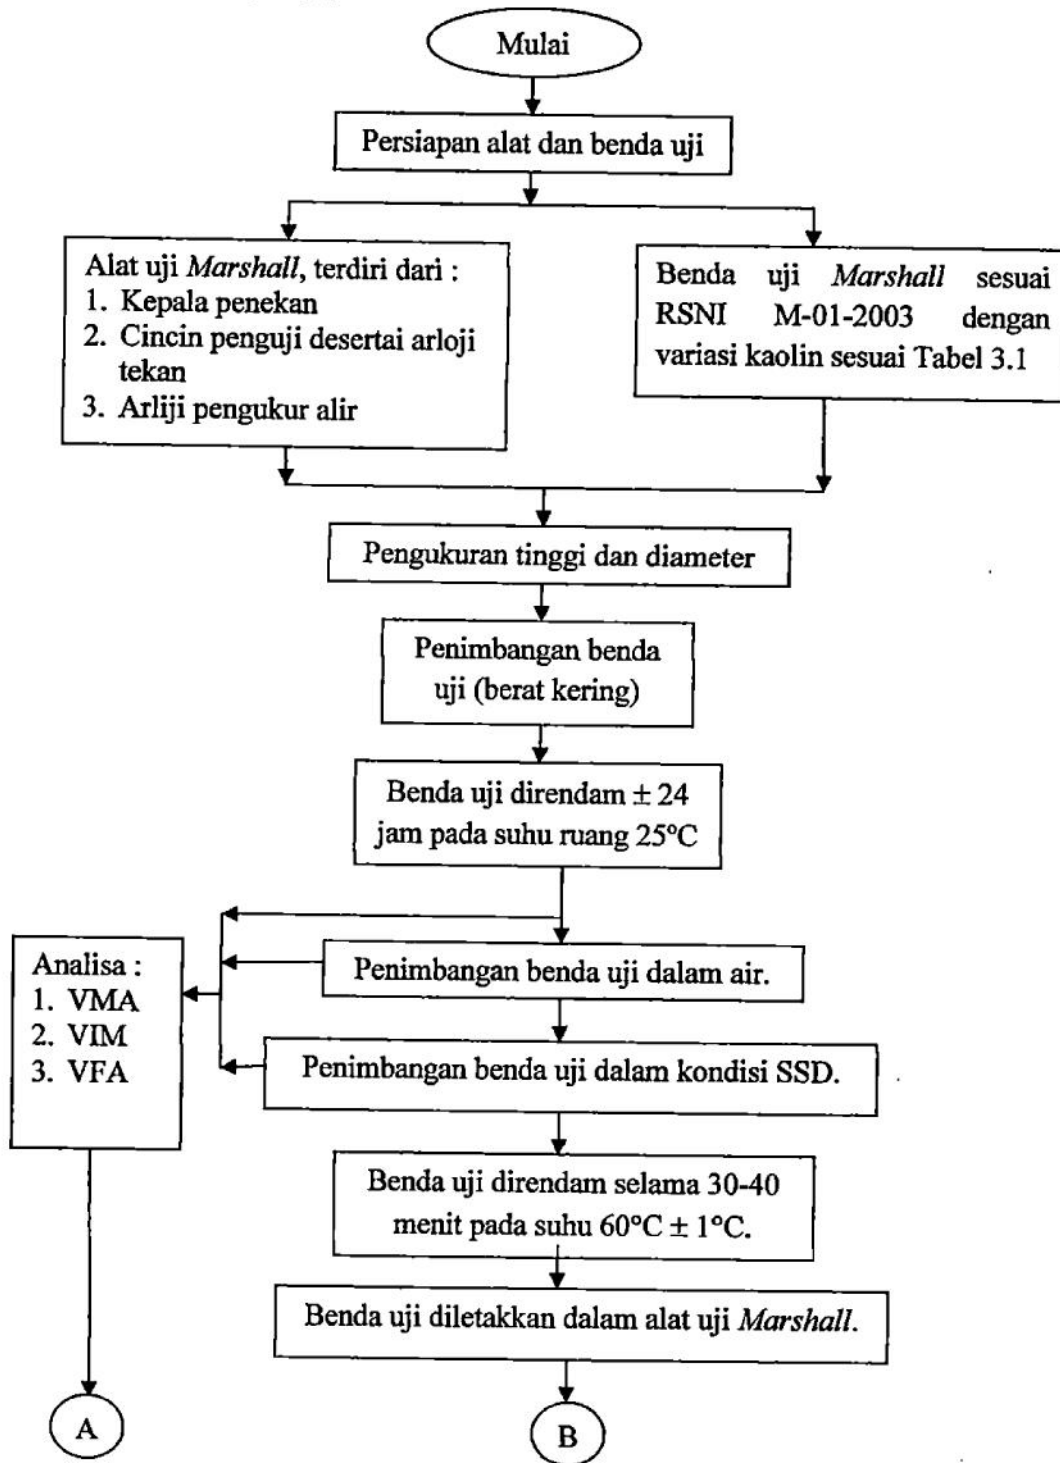 Mulai
Persiapan alat dan benda uji
Alat uji Marshall, terdiri dari :
1. Kepala penekan
2. Cincin penguji desertai arloji
tekan
3. Arliji pengukur alir
Benda uji Marshall sesuai
RSNI M-01-2003 dengan
variasi kaolin sesuai Tabel 3.1
Pengukuran tinggi dan diameter
Penimbangan benda
uji (berat kering)
Benda uji direndam ± 24
jam pada suhu ruang 25°C
Analisa :
1. VMA
2. VIM
3. VFA
Penimbangan benda uji dalam air.
Penimbangan benda uji dalam kondisi SSD.
Benda uji direndam selama 30-40
menit pada suhu 60°C ± 1°C.
Benda uji diletakkan dalam alat uji Marshall.
A
B